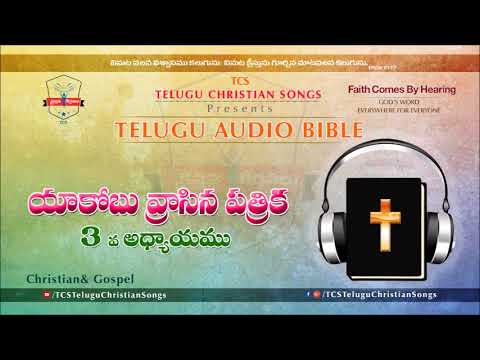 వినుట వలన విశ్వాసము కలుగును: వినుట క్రీస్తును గూర్చిన మాటవలన కలుగును.
TCS
TELUGU CHRISTIAN SONGS
Presents
TELUGU AUDIO BIBLE
Faith Comes By Hearing
GOD'S WORD
EVERYWHERE FOR EVERYONE
TCS
యాకోబు వ్రాసిన పత్రిక
3 వ అధ్యాయము
Christian& Gospel
/TCSTeluguChristianSongs
/TCSTeluguChristianSongs